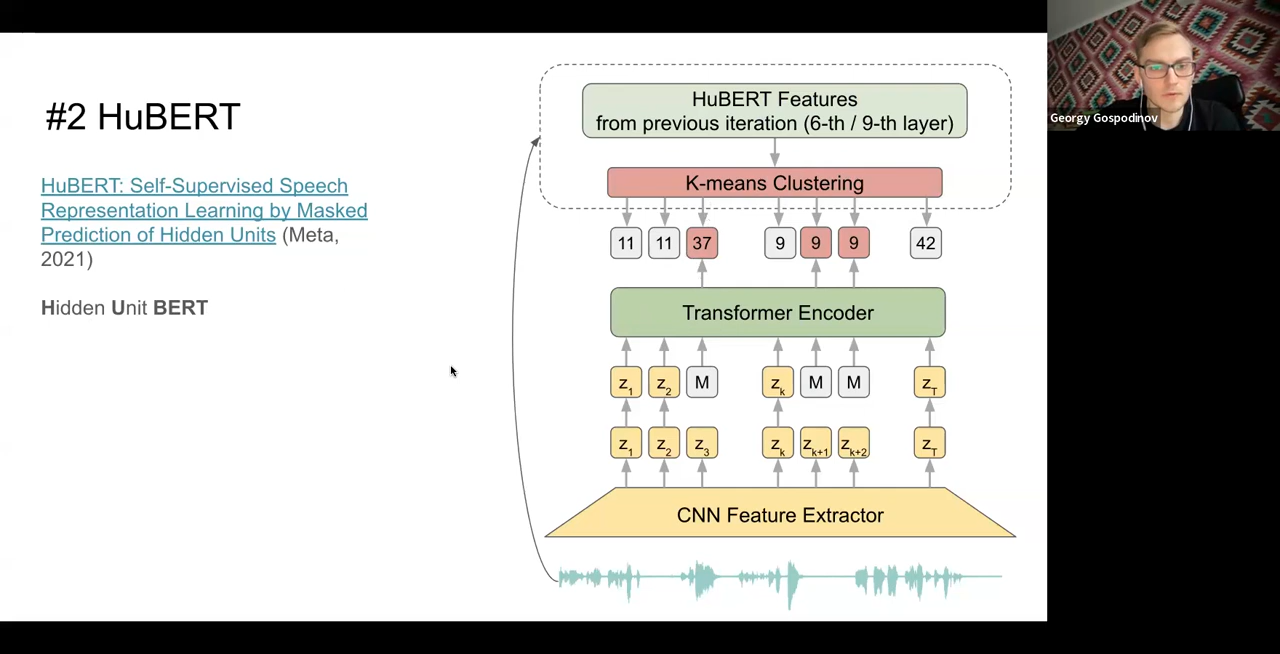 #2 HuBERT
HuBERT: Self-Supervised Speech
Representation Learning by Masked
Prediction of Hidden Units (Meta,
2021)
Hidden Unit BERT
HuBERT Features
from previous iteration (6-th / 9-th layer)
K-means Clustering
11 11 37 9 9 9 42
Transformer Encoder
z1 z2 M zk M M zT
z1 z2 z3 zk zk+1 zk+2 zT
CNN Feature Extractor
Georgy Gospodinov